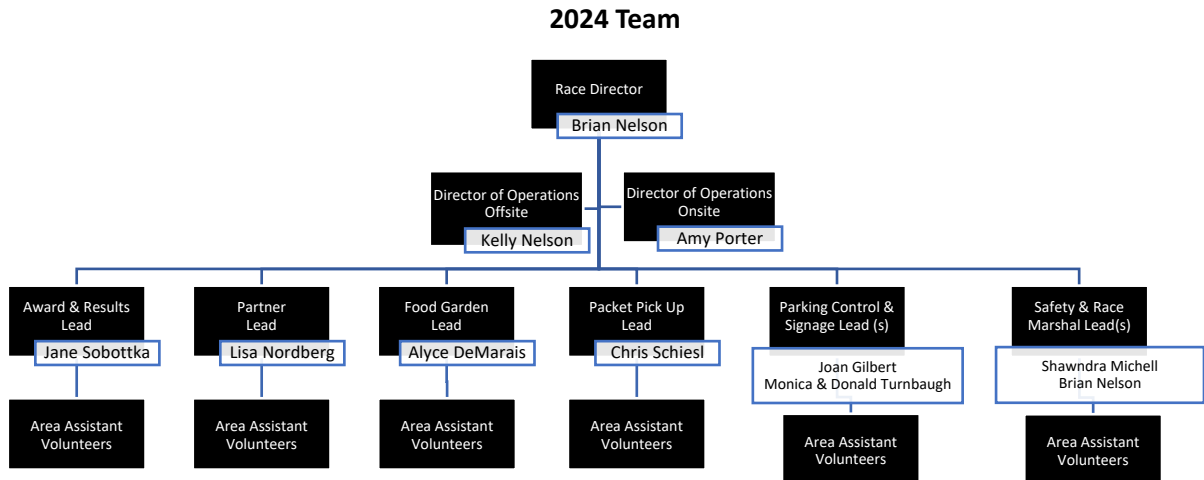 2024 Team
Race Director
Brian Nelson
Director of Operations
Offsite
Kelly Nelson
Director of Operations
Onsite
Amy Porter
Award & Results
Lead
Jane Sobottka
Partner
Lead
Lisa Nordberg
Food Garden
Lead
Alyce DeMarais
Packet Pick Up
Lead
Chris Schiesl
Parking Control &
Signage Lead (s)
Joan Gilbert
Monica & Donald Turnbaugh
Safety & Race
Marshal Lead(s)
Shawndra Michell
Brian Nelson
Area Assistant
Volunteers
Area Assistant
Volunteers
Area Assistant
Volunteers
Area Assistant
Volunteers
Area Assistant
Volunteers
Area Assistant
Volunteers